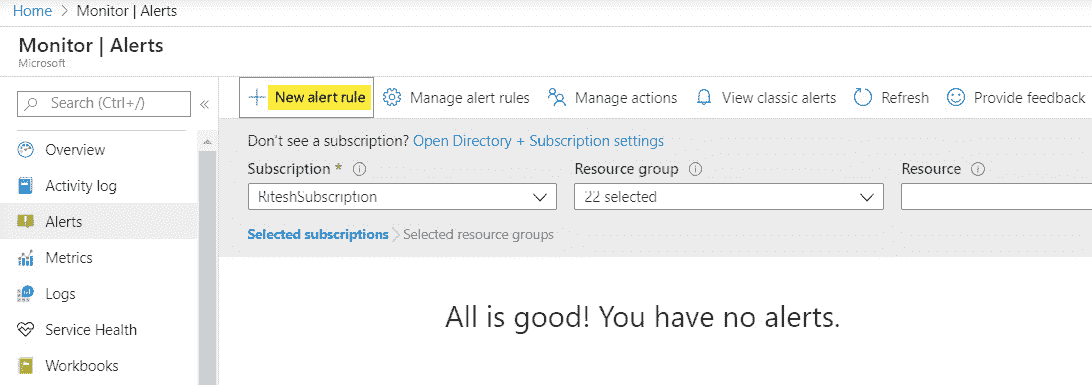 Home > Monitor | Alerts
Monitor | Alerts
Microsoft
Search (Ctrl+/) «
Overview
Activity log
Alerts
Metrics
Logs
Service Health
Workbooks
New alert rule Manage alert rules Manage actions View classic alerts Refresh Provide feedback
Don't see a subscription? Open Directory + Subscription settings
Subscription * Resource group Resource
RiteshSubscription 22 selected
Selected subscriptions > Selected resource groups
All is good! You have no alerts.